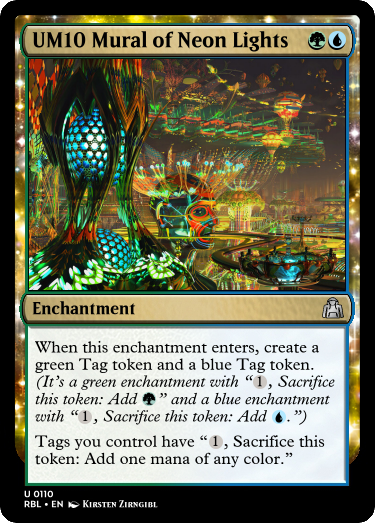 UM10 Mural of Neon Lights
Enchantment
When this enchantment enters, create a
green Tag token and a blue Tag token.
(It's a green enchantment with “1, Sacrifice
this token: Add ” and a blue enchantment
with “1, Sacrifice this token: Add .”)
Tags you control have “1, Sacrifice this
token: Add one mana of any color.”
U 0110
RBL • EN Kirsten Zirngibl